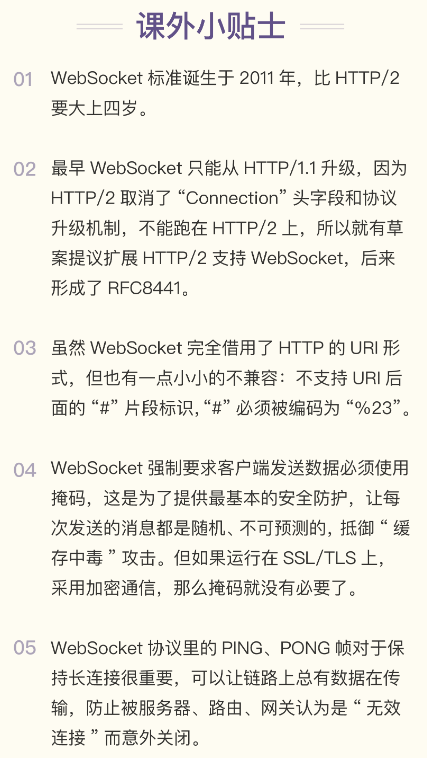 课外小贴士
01 WebSocket 标准诞生于 2011 年，比 HTTP/2
要大上四岁。
02 最早 WebSocket 只能从 HTTP/1.1 升级，因为
HTTP/2 取消了 “Connection” 头字段和协议
升级机制，不能跑在 HTTP/2 上，所以就有草
案提议扩展 HTTP/2 支持 WebSocket，后来
形成了 RFC8441。
03 虽然 WebSocket 完全借用了 HTTP 的 URI 形
式，但也有一点小小的不兼容：不支持 URI 后
面的 “#” 片段标识，“#” 必须被编码为 “%23”。
04 WebSocket 强制要求客户端发送数据必须使用
掩码，这是为了提供最基本的安全防护，让每
次发送的消息都是随机、不可预测的，抵御 “ 缓
存中毒 ” 攻击。但如果运行在 SSL/TLS 上，
采用加密通信，那么掩码就没有必要了。
05 WebSocket 协议里的 PING、PONG 帧对于保
持长连接很重要，可以让链路上总有数据在传
输，防止被服务器、路由、网关认为是 “ 无效
连接 ” 而意外关闭。